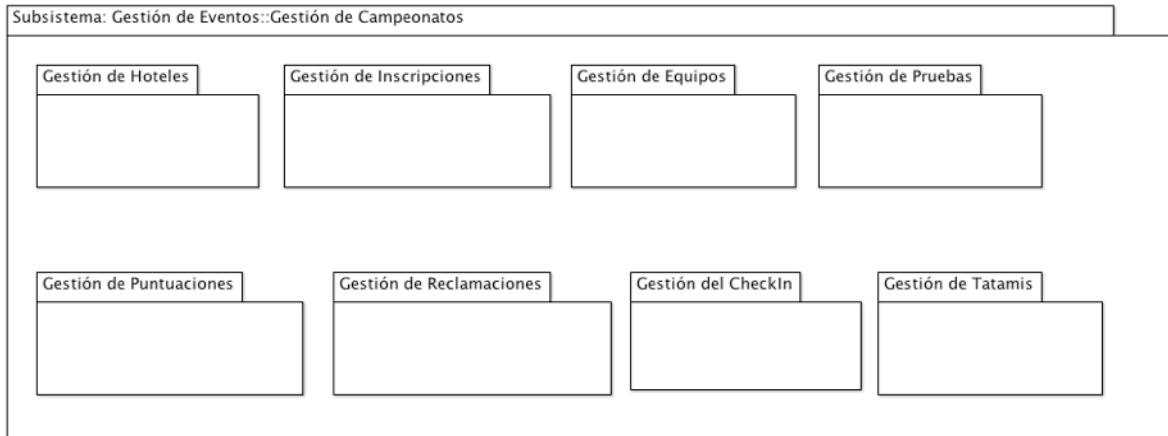 Subsistema: Gestión de Eventos::Gestión de Campeonatos
Gestión de Hoteles
Gestión de Inscripciones
Gestión de Equipos
Gestión de Pruebas
Gestión de Puntuaciones
Gestión de Reclamaciones
Gestión del CheckIn
Gestión de Tatamis